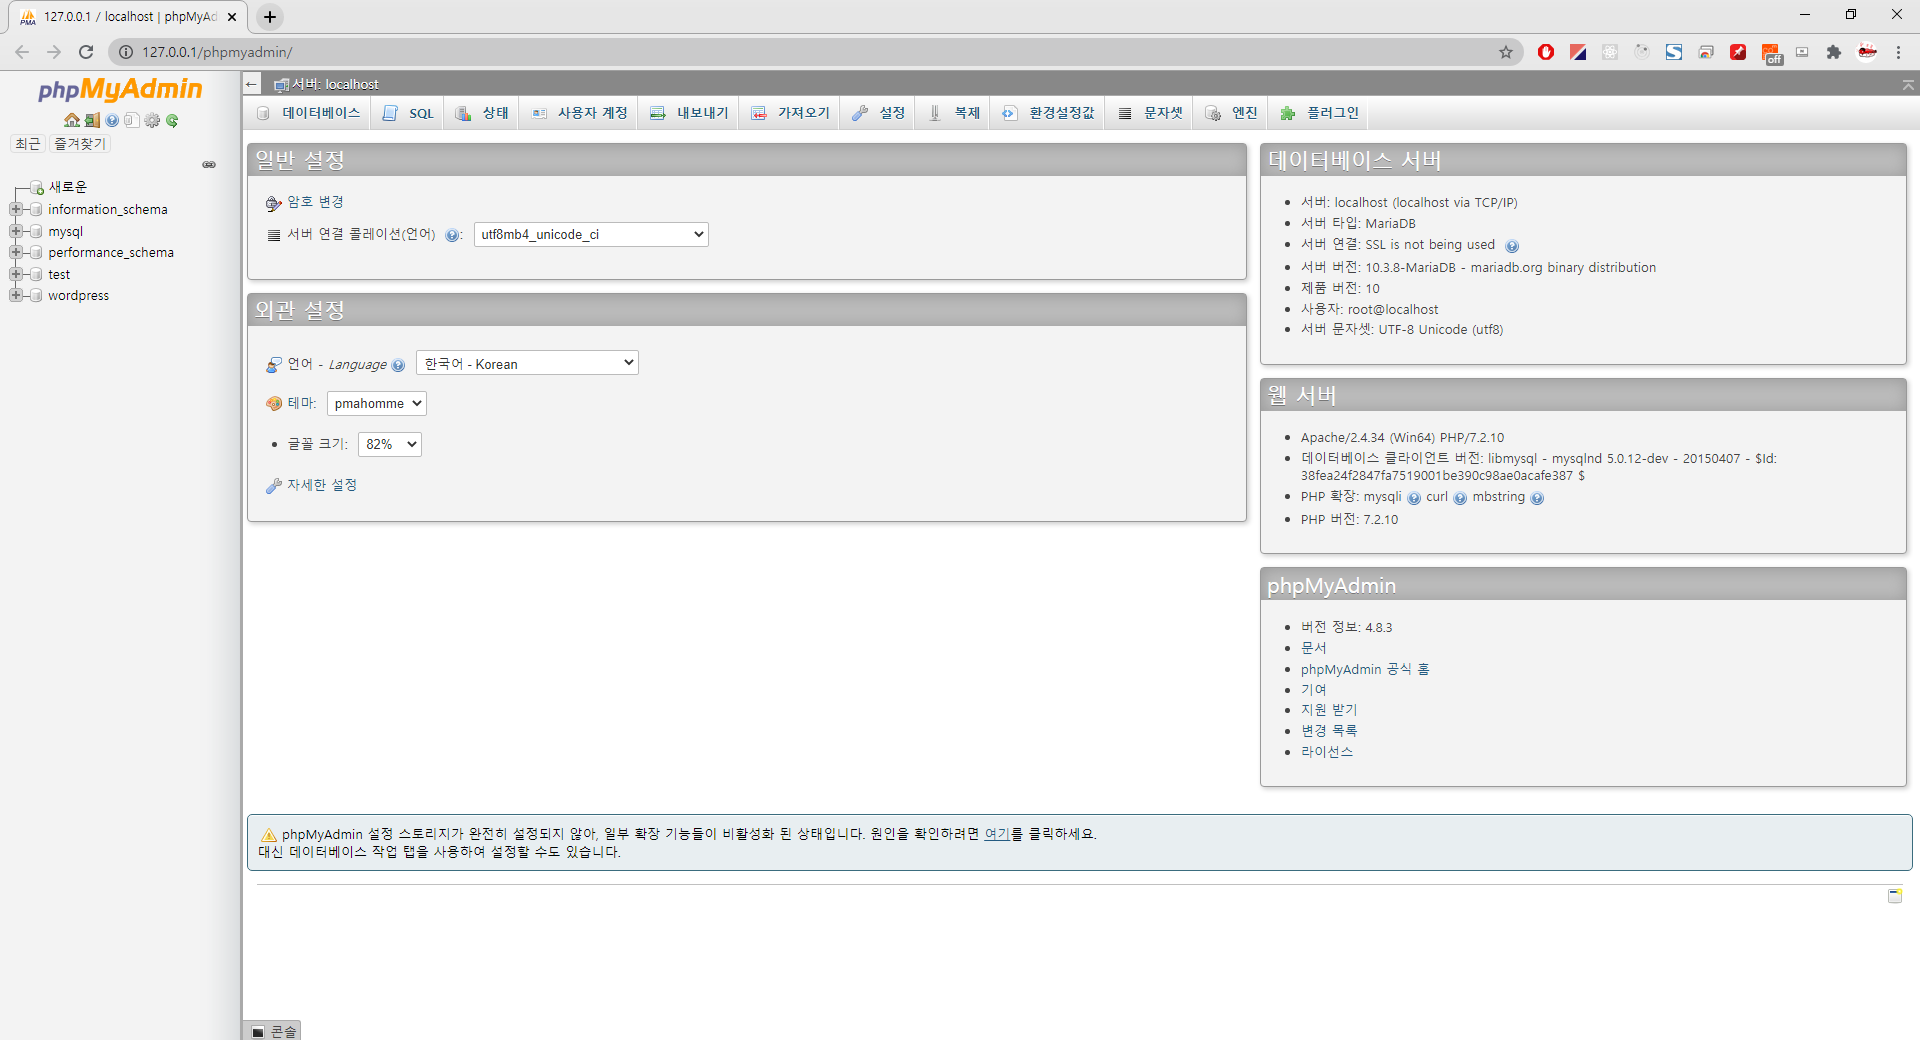 127.0.0.1 / localhost | phpMyAd
127.0.0.1/phpmyadmin/
off
phpMyAdmin
최근 즐겨찾기
새로운
information_schema
mysql
performance_schema
test
wordpress
서버: localhost
데이터베이스 SQL 상태 사용자 계정 내보내기 가져오기 설정 복제 환경설정값 문자셋 엔진 플러그인
일반 설정
암호 변경
서버 연결 콜레이션(언어) : utf8mb4_unicode_ci
외관 설정
언어 - Language 한국어 - Korean
테마: pmahomme
글꼴 크기: 82%
자세한 설정
데이터베이스 서버
서버: localhost (localhost via TCP/IP)
서버 타입: MariaDB
서버 연결: SSL is not being used
서버 버전: 10.3.8-MariaDB - mariadb.org binary distribution
제품 버전: 10
사용자: root@localhost
서버 문자셋: UTF-8 Unicode (utf8)
웹 서버
Apache/2.4.34 (Win64) PHP/7.2.10
데이터베이스 클라이언트 버전: libmysql - mysqlnd 5.0.12-dev - 20150407 - $Id:
38fea24f2847fa7519001be390c98ae0acafe387 $
PHP 확장: mysqli curl mbstring
PHP 버전: 7.2.10
phpMyAdmin
버전 정보: 4.8.3
문서
phpMyAdmin 공식 홈
기여
지원 받기
변경 목록
라이선스
phpMyAdmin 설정 스토리지가 완전히 설정되지 않아, 일부 확장 기능들이 비활성화 된 상태입니다. 원인을 확인하려면 여기를 클릭하세요.
대신 데이터베이스 작업 탭을 사용하여 설정할 수도 있습니다.
콘솔